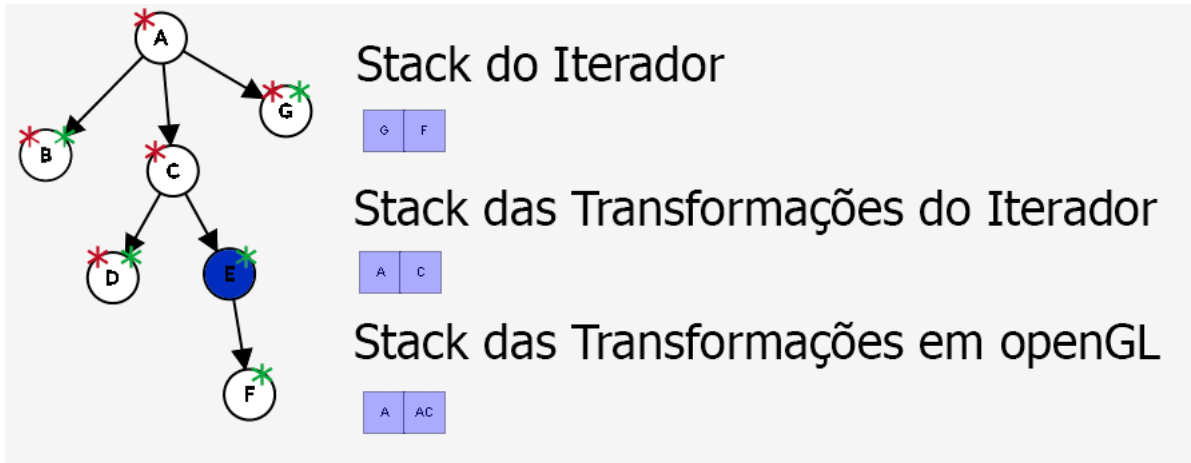 A
Stack do Iterador
G
G F
B
C
Stack das Transformações do Iterador
D
E
A C
Stack das Transformações em openGL
F
A AC